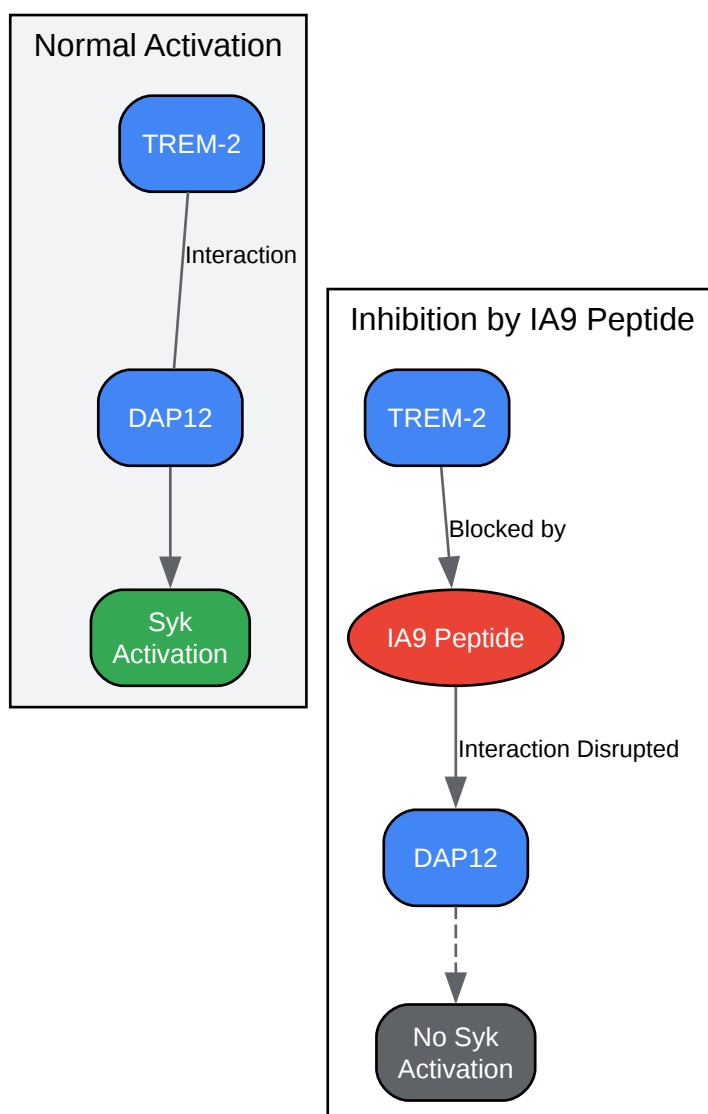 Normal Activation
TREM-2
Interaction
DAP12
Syk
Activation
Inhibition by IA9 Peptide
TREM-2
Blocked by
IA9 Peptide
Interaction Disrupted
DAP12
No Syk
Activation